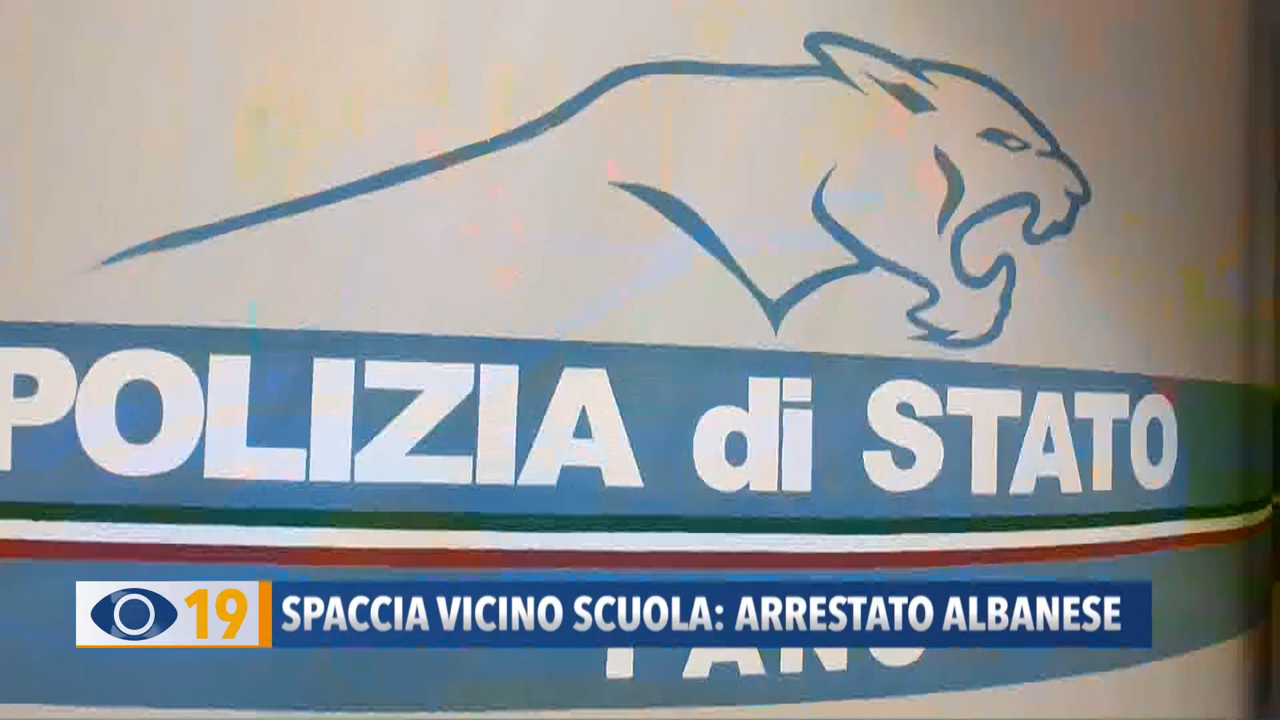 POLIZIA di STATO
19 SPACCIA VICINO SCUOLA: ARRESTATO ALBANESE